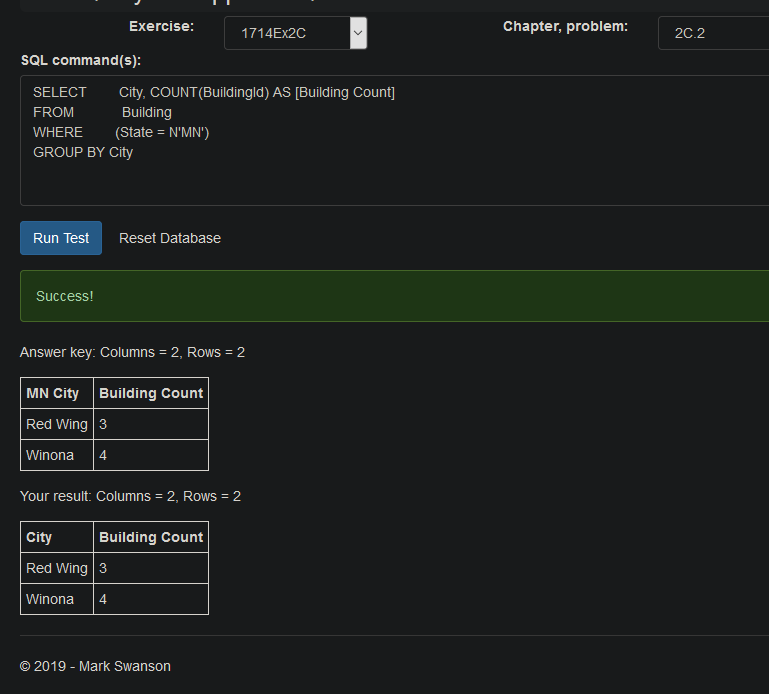 Exercise: 1714Ex2C Chapter, problem: 2C.2
SQL command(s):
SELECT City, COUNT(BuildingId) AS [Building Count]
FROM Building
WHERE (State = N'MN')
GROUP BY City
Run Test Reset Database
Success!
Answer key: Columns = 2, Rows = 2
MN City Building Count
Red Wing 3
Winona 4
Your result: Columns = 2, Rows = 2
City Building Count
Red Wing 3
Winona 4
© 2019 - Mark Swanson